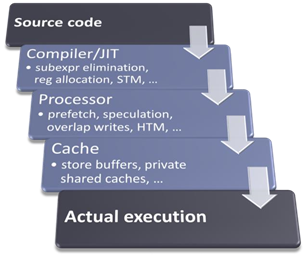 Source code
Compiler/JIT
• subexpr elimination,
reg allocation, STM, ...
Processor
• prefetch, speculation,
overlap writes, HTM, ...
Cache
• store buffers, private
shared caches, ...
Actual execution